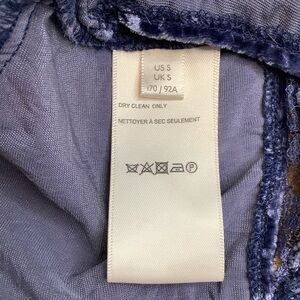 US S
UK S
170 / 92A
DRY CLEAN ONLY
NETTOYER À SEC SEULEMENT
P